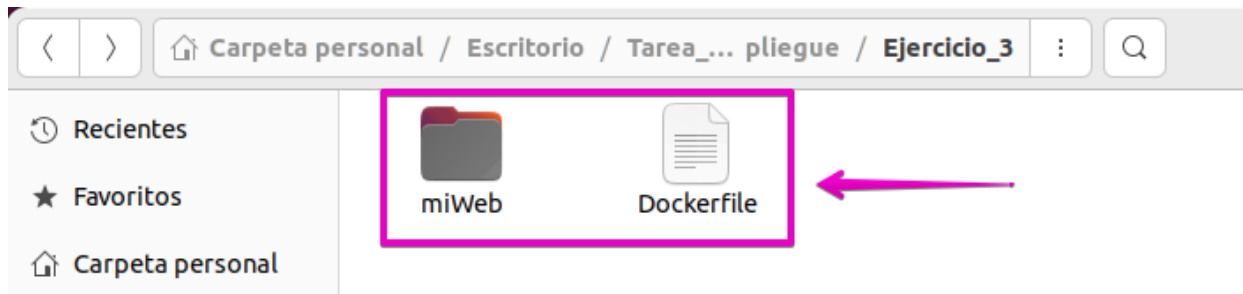 Carpeta personal / Escritorio / Tarea_... pliegue / Ejercicio_3
Recientes
Favoritos
Carpeta personal
miWeb
Dockerfile